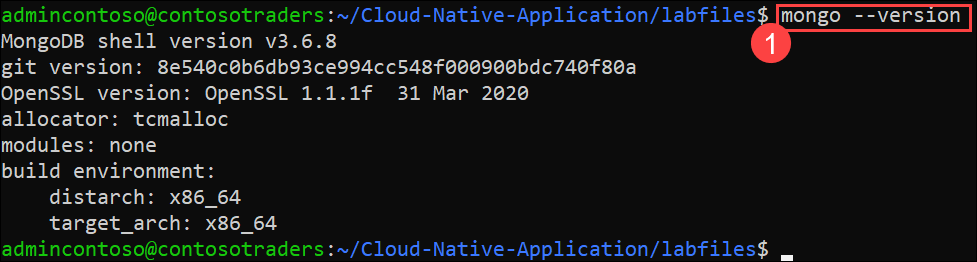 admincontoso@contosotraders:~/Cloud-Native-Application/labfiles$ mongo --version
1
MongoDB shell version v3.6.8
git version: 8e540c0b6db93ce994cc548f000900bdc740f80a
OpenSSL version: OpenSSL 1.1.1f  31 Mar 2020
allocator: tcmalloc
modules: none
build environment:
    distarch: x86_64
    target_arch: x86_64
admincontoso@contosotraders:~/Cloud-Native-Application/labfiles$